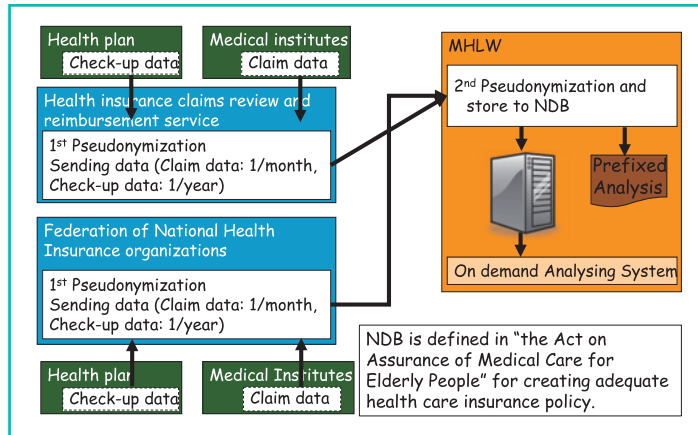 Health plan
Check-up data
Medical institutes
Claim data
Health insurance claims review and
reimbursement service
1st Pseudonymization
Sending data (Claim data: 1/month,
Check-up data: 1/year)
Federation of National Health
Insurance organizations
1st Pseudonymization
Sending data (Claim data: 1/month,
Check-up data: 1/year)
Health plan
Check-up data
Medical Institutes
Claim data
MHLW
2nd Pseudonymization and
store to NDB
Prefixed
Analysis
On demand Analysing System
NDB is defined in “the Act on
Assurance of Medical Care for
Elderly People” for creating adequate
health care insurance policy.